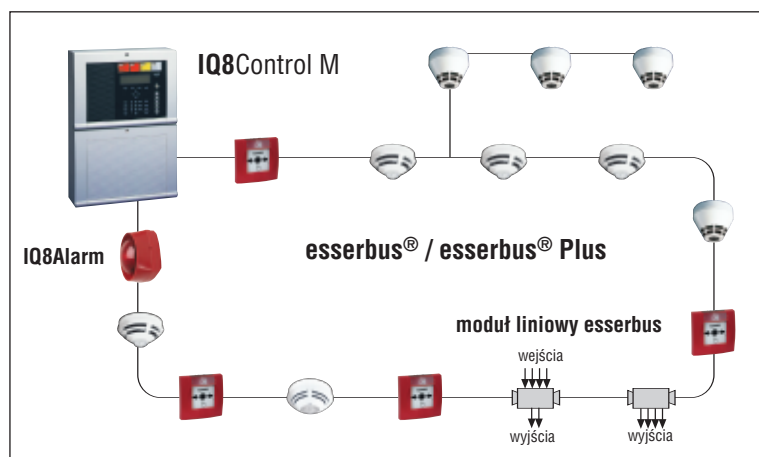 IQ8Control M
IQ8Alarm
esserbus® / esserbus® Plus
moduł liniowy esserbus
wejścia
wyjścia
wyjścia